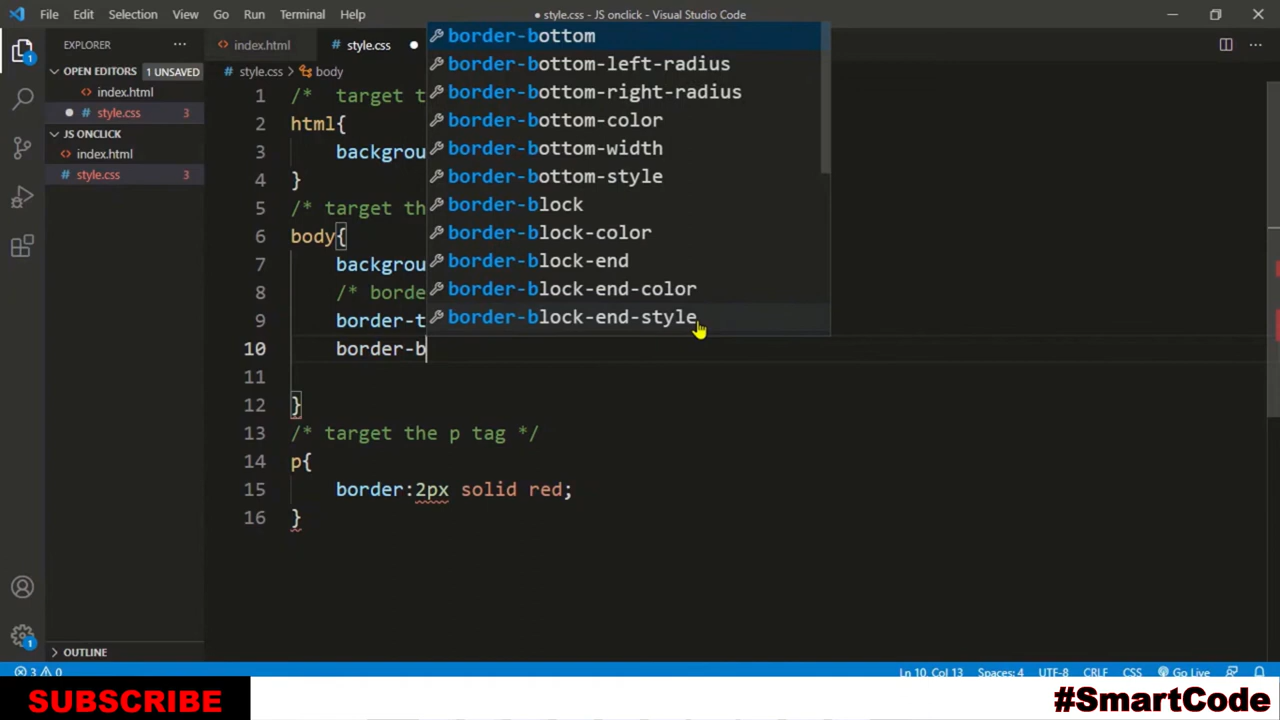 File Edit Selection View Go Run Terminal Help
● style.css - JS onclick - Visual Studio Code
EXPLORER
OPEN EDITORS 1 UNSAVED
index.html
style.css 3
JS ONCLICK
index.html
style.css 3
OUTLINE
index.html style.css
style.css > body
1 /* target t
2 html{
3 backgrou
4 }
5 /* target th
6 body{
7 backgrou
8 /* borde
9 border-t
10 border-b
11
12 }
13 /* target the p tag */
14 p{
15 border:2px solid red;
16 }
border-bottom
border-bottom-left-radius
border-bottom-right-radius
border-bottom-color
border-bottom-width
border-bottom-style
border-block
border-block-color
border-block-end
border-block-end-color
border-block-end-style
1
1
3 0 Ln 10, Col 13 Spaces: 4 UTF-8 CRLF CSS Go Live
SUBSCRIBE #SmartCode